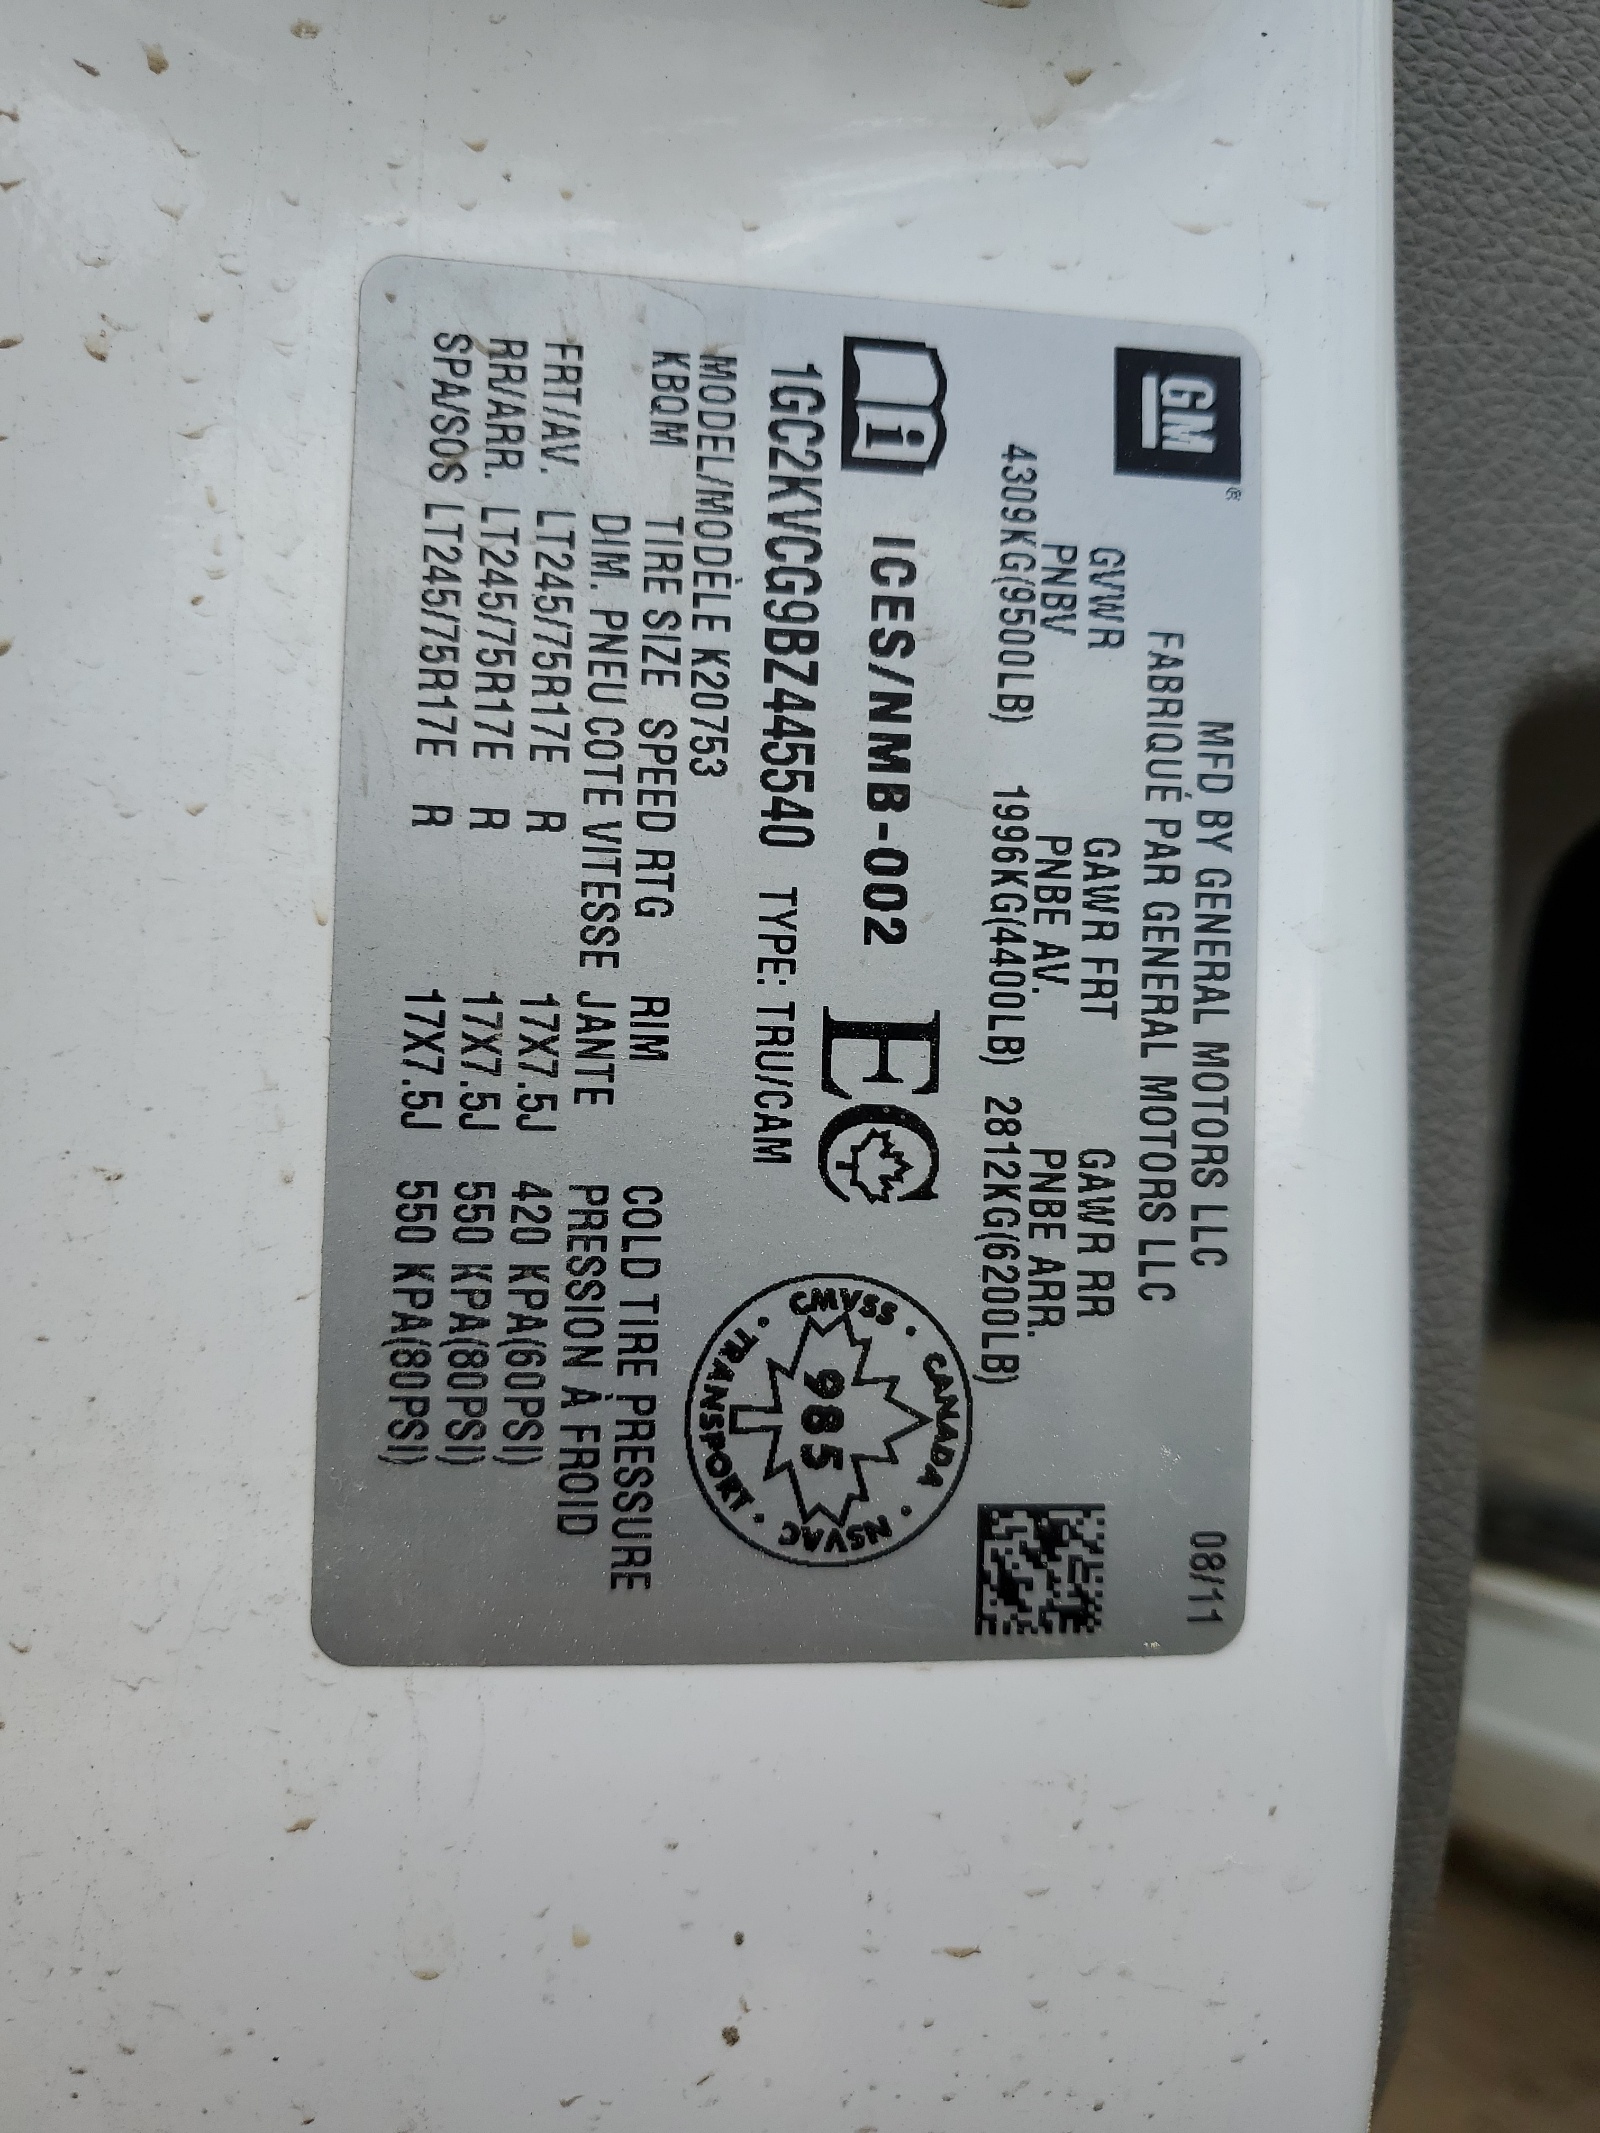 GM®
MFD BY GENERAL MOTORS LLC 08/11
FABRIQUÉ PAR GENERAL MOTORS LLC
GVWR GAWR FRT GAWR RR
PNBV PNBE AV. PNBE ARR.
4309KG(9500LB) 1996KG(4400LB) 2812KG(6200LB)
i ICES/NMB-002 EC
CANADA · NSVAC · TRANSPORT · CMVSS ·
985
1GC2KVCG9BZ445540 TYPE: TRU/CAM
MODEL/MODÈLE K20753
KBQM TIRE SIZE SPEED RTG RIM COLD TIRE PRESSURE
DIM. PNEU COTE VITESSE JANTE PRESSION À FROID
FRT/AV. LT245/75R17E R 17X7.5J 420 KPA(60PSI)
RR/ARR. LT245/75R17E R 17X7.5J 550 KPA(80PSI)
SPA/SOS LT245/75R17E R 17X7.5J 550 KPA(80PSI)